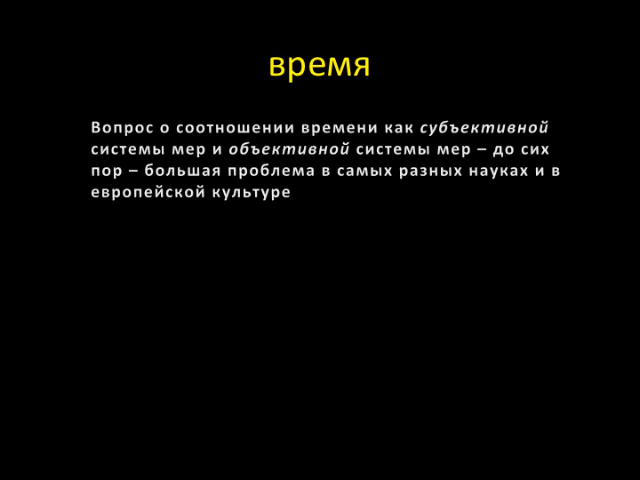 время
Вопрос о соотношении времени как субъективной
системы мер и объективной системы мер – до сих
пор – большая проблема в самых разных науках и в
европейской культуре